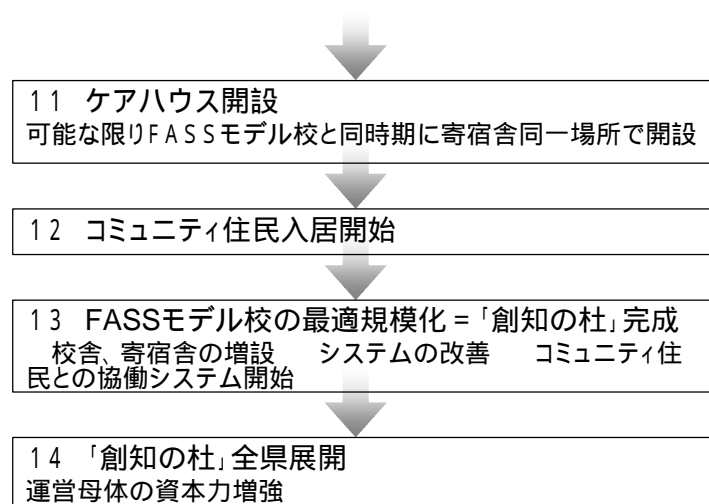 11 ケアハウス開設
可能な限りFASSモデル校と同時期に寄宿舎同一場所で開設
12 コミュニティ住民入居開始
13 FASSモデル校の最適規模化=「創知の杜」完成
校舎、寄宿舎の増設 システムの改善 コミュニティ住
民との協働システム開始
14 「創知の杜」全県展開
運営母体の資本力増強